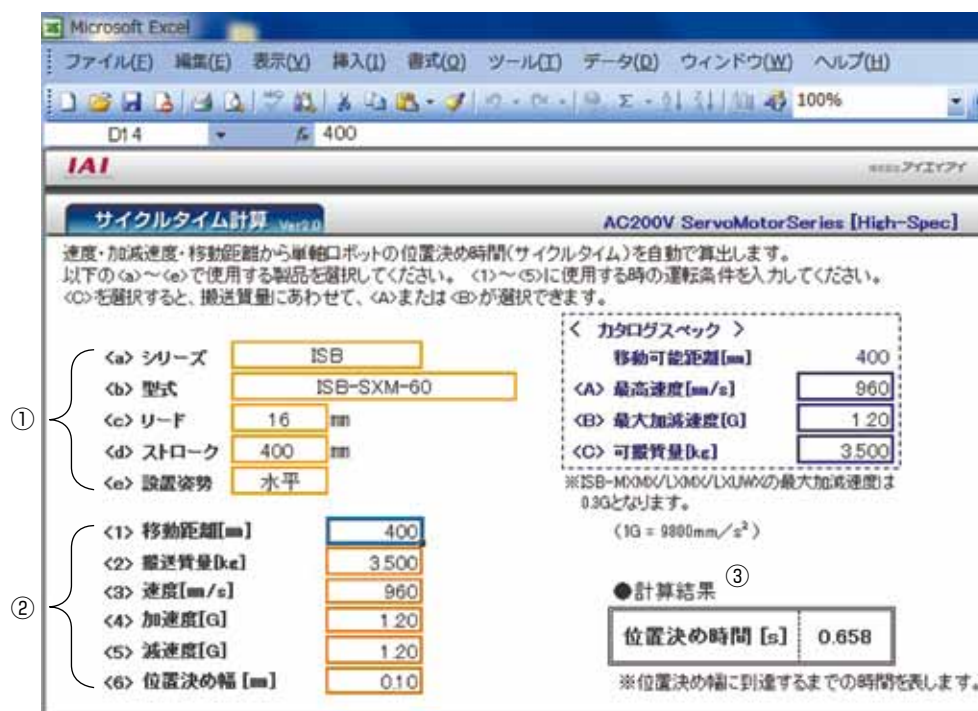 Microsoft Excel
ファイル(F) 編集(E) 表示(V) 挿入(I) 書式(O) ツール(T) データ(D) ウィンドウ(W) ヘルプ(H)
100%
D14 fx 400
IAI
アイエイアイ
サイクルタイム計算 Ver2.0
AC200V ServoMotorSeries [High-Spec]
速度・加減速度・移動距離から単軸ロボットの位置決め時間(サイクルタイム)を自動で算出します。
以下の<a>~<e>で使用する製品を選択してください。 <1>~<5>に使用する時の運転条件を入力してください。
<C>を選択すると、搬送質量にあわせて、<A>または<B>が選択できます。
①
<a> シリーズ ISB
<b> 型式 ISB-SXM-60
<c> リード 16 mm
<d> ストローク 400 mm
<e> 設置姿勢 水平
< カタログスペック >
移動可能距離[mm] 400
<A> 最高速度[mm/s] 960
<B> 最大加減速度[G] 1.20
<C> 可搬質量[kg] 3.500
※ISB-MXMX/LXMX/LXUWXの最大加減速度は
0.3Gとなります。
(1G = 9800mm/s²)
②
<1> 移動距離[mm] 400
<2> 搬送質量[kg] 3.500
<3> 速度[mm/s] 960
<4> 加速度[G] 1.20
<5> 減速度[G] 1.20
<6> 位置決め幅 [mm] 0.10
③
●計算結果
位置決め時間 [s] 0.658
※位置決め幅に到達するまでの時間を表します。